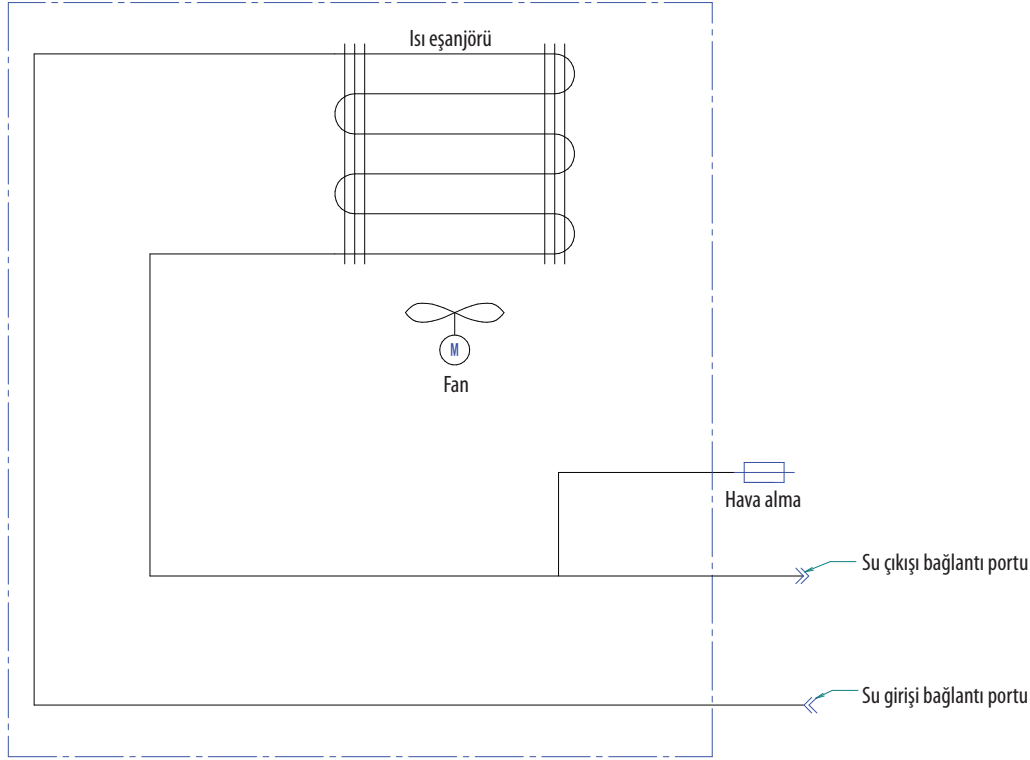 Isı eşanjörü
M
Fan
Hava alma
Su çıkışı bağlantı portu
Su girişi bağlantı portu